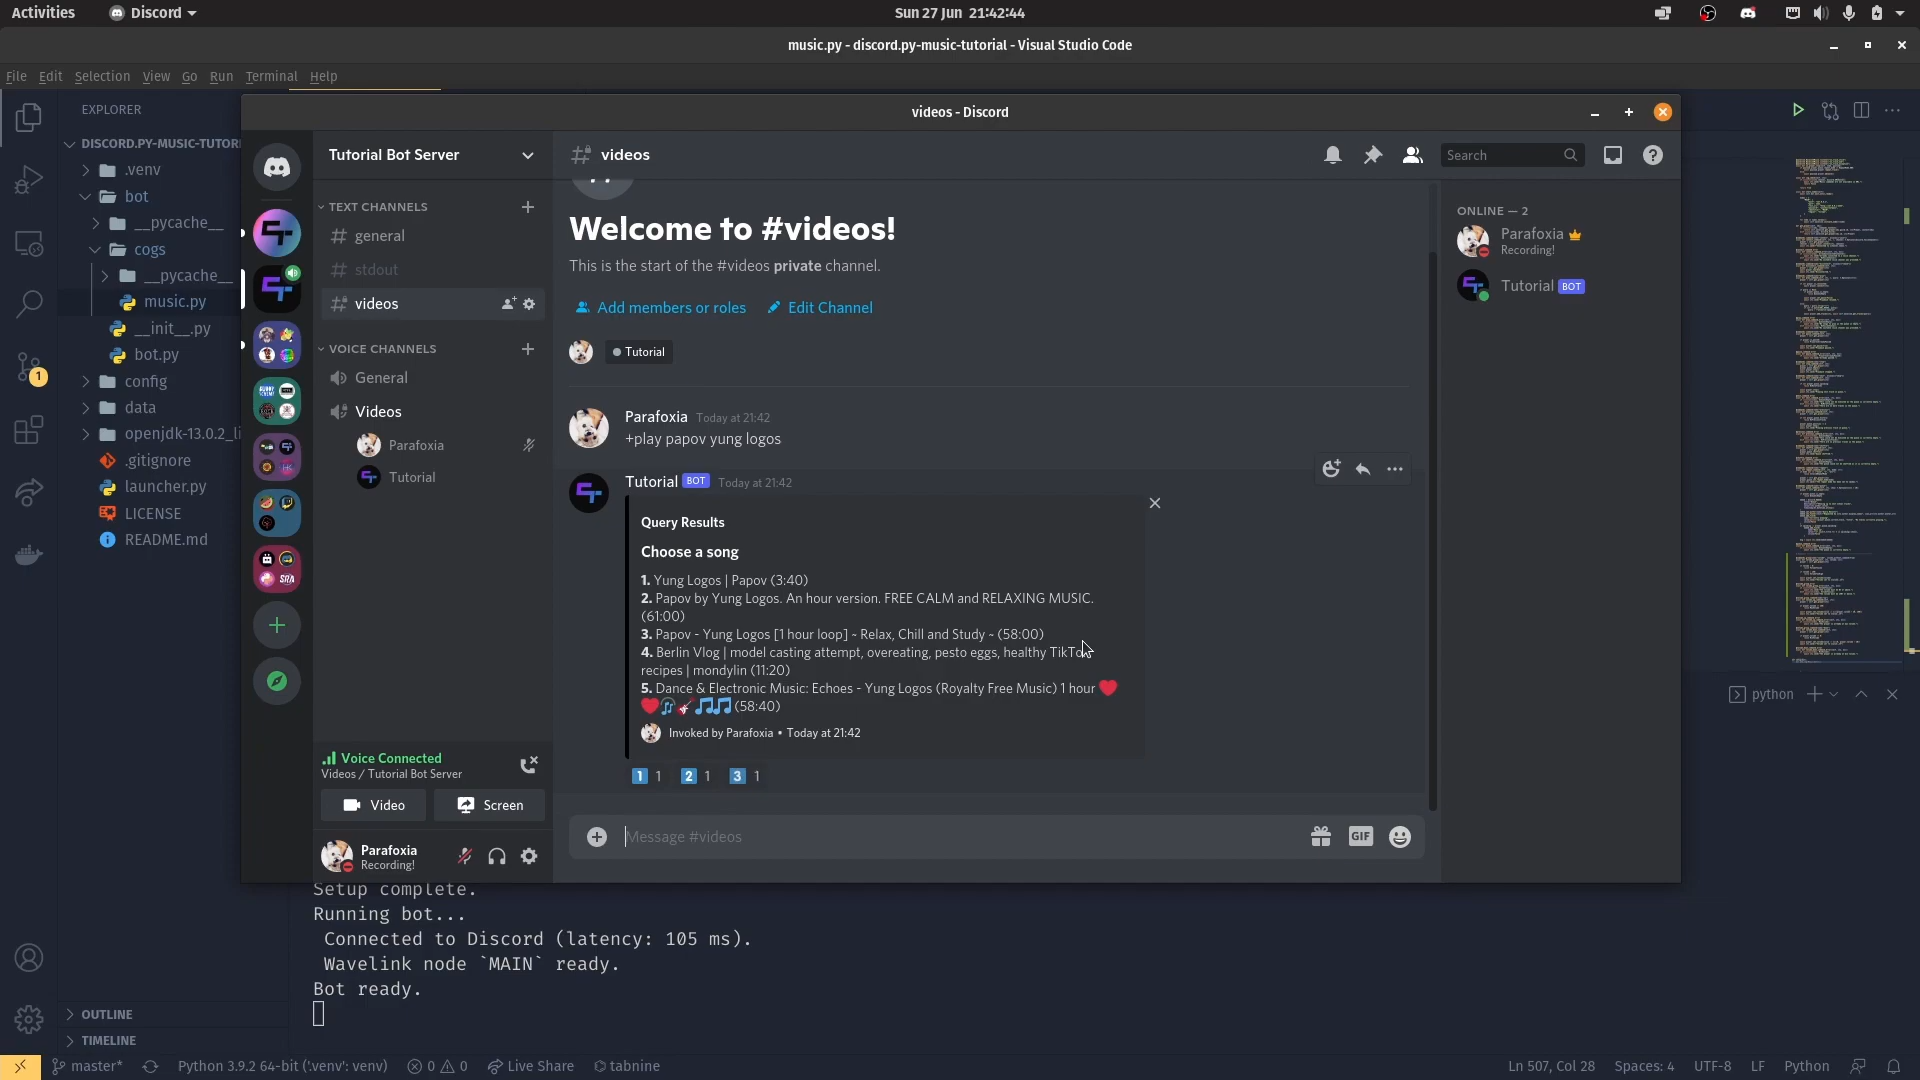 Activities
Discord
Sun 27 Jun 21:42:44
music.py - discord.py-music-tutorial - Visual Studio Code
File Edit Selection View Go Run Terminal Help
EXPLORER
DISCORD.PY-MUSIC-TUTORI
.venv
bot
__pycache__
cogs
__pycache__
music.py
__init__.py
bot.py
config
data
openjdk-13.0.2_li
.gitignore
launcher.py
LICENSE
README.md
1
OUTLINE
TIMELINE
videos - Discord
Tutorial Bot Server
TEXT CHANNELS
general
stdout
videos
VOICE CHANNELS
General
Videos
Parafoxia
Tutorial
SRA
Voice Connected
Videos / Tutorial Bot Server
Video
Screen
Parafoxia
Recording!
videos
Search
Welcome to #videos!
This is the start of the #videos private channel.
Add members or roles
Edit Channel
Tutorial
Parafoxia Today at 21:42
+play papov yung logos
Tutorial BOT Today at 21:42
Query Results
Choose a song
1. Yung Logos | Papov (3:40)
2. Papov by Yung Logos. An hour version. FREE CALM and RELAXING MUSIC.
(61:00)
3. Papov - Yung Logos [1 hour loop] ~ Relax, Chill and Study ~ (58:00)
4. Berlin Vlog | model casting attempt, overeating, pesto eggs, healthy TikTo
recipes | mondylin (11:20)
5. Dance & Electronic Music: Echoes - Yung Logos (Royalty Free Music) 1 hour ❤️
❤️🎧🎸🎵🎵 (58:40)
Invoked by Parafoxia • Today at 21:42
1 1 2 1 3 1
Message #videos
GIF
ONLINE — 2
Parafoxia
Recording!
Tutorial BOT
python
Setup complete.
Running bot...
Connected to Discord (latency: 105 ms).
Wavelink node `MAIN` ready.
Bot ready.
master*
Python 3.9.2 64-bit ('.venv': venv)
0 0
Live Share
tabnine
Ln 507, Col 28
Spaces: 4
UTF-8
LF
Python